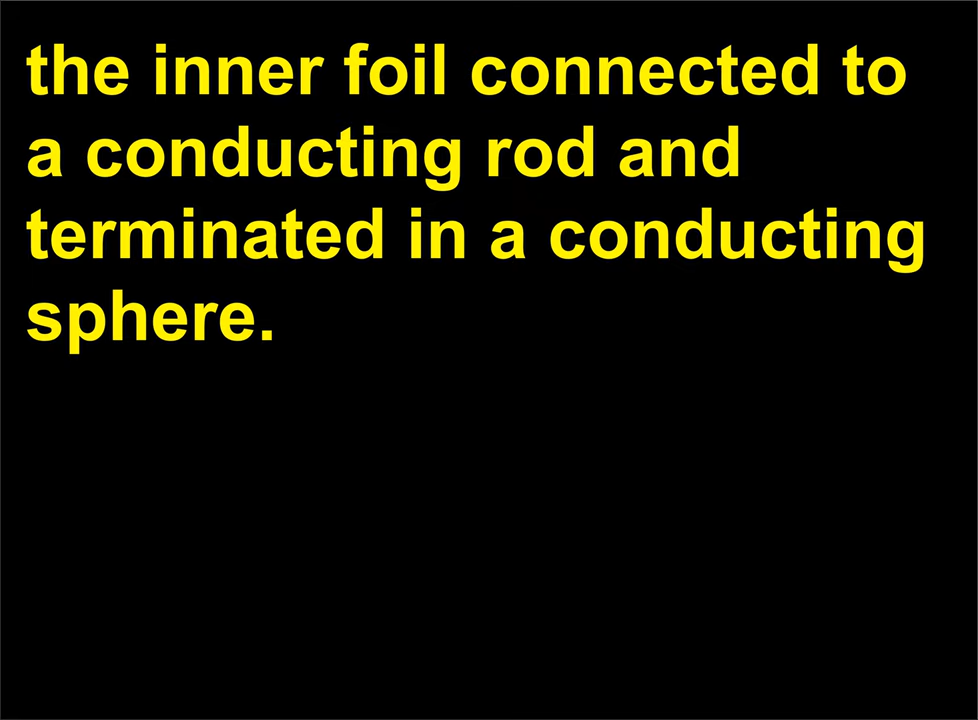 the inner foil connected to
a conducting rod and
terminated in a conducting
sphere.